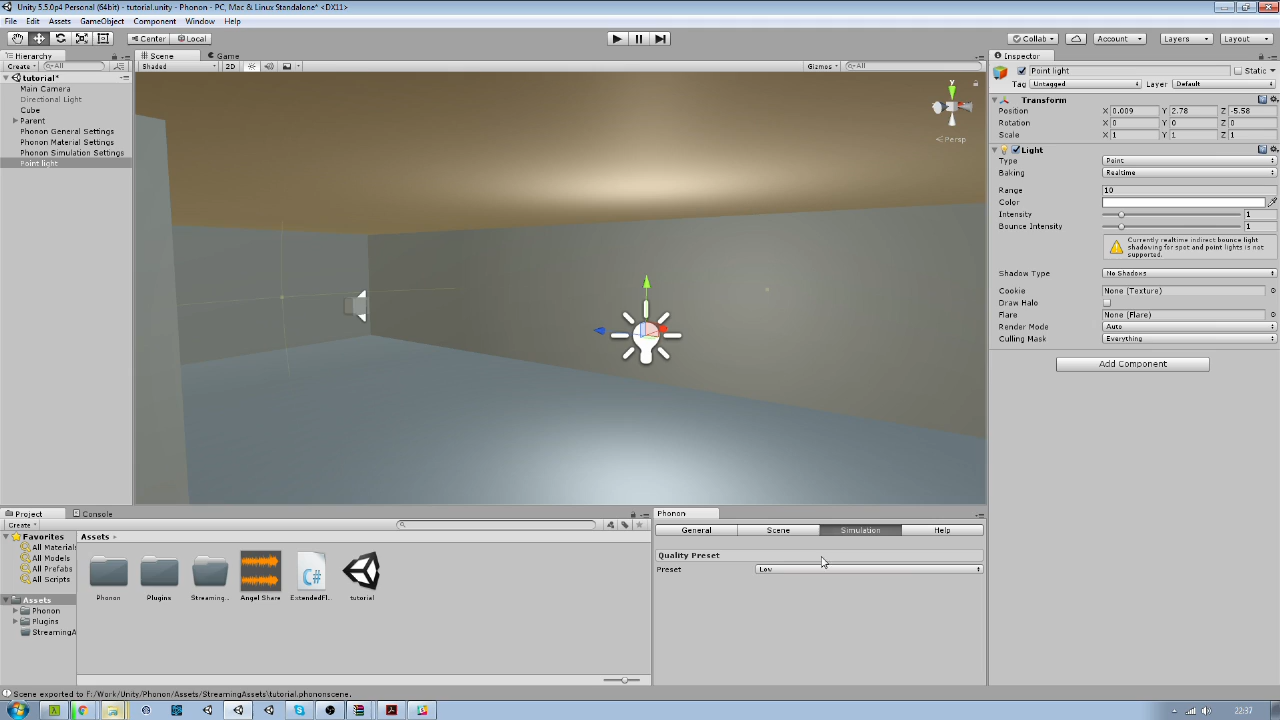 Unity 5.5.0p4 Personal (64bit) - tutorial.unity - Phonon - PC, Mac & Linux Standalone* <DX11>
File Edit Assets GameObject Component Window Help
Center Local Collab Account Layers Layout
Hierarchy
Create All
tutorial*
Main Camera
Directional Light
Cube
Parent
Phonon General Settings
Phonon Material Settings
Phonon Simulation Settings
Point light
Scene Game
Shaded 2D Gizmos All
y
Persp
Inspector
Point light Static
Tag Untagged Layer Default
Transform
Position X 0.009 Y 2.78 Z -5.58
Rotation X 0 Y 0 Z 0
Scale X 1 Y 1 Z 1
Light
Type Point
Baking Realtime
Range 10
Color
Intensity 1
Bounce Intensity 1
Currently realtime indirect bounce light
shadowing for spot and point lights is not
supported.
Shadow Type No Shadows
Cookie None (Texture)
Draw Halo
Flare None (Flare)
Render Mode Auto
Culling Mask Everything
Add Component
Project Console
Create
Favorites
All Materials
All Models
All Prefabs
All Scripts
Assets
Phonon
Plugins
StreamingA
Assets
Phonon Plugins Streaming... Angel Share ExtendedFl... tutorial
Phonon
General Scene Simulation Help
Quality Preset
Preset Low
Scene exported to F:/Work/Unity/Phonon/Assets/StreamingAssets\tutorial.phononscene.
22:37